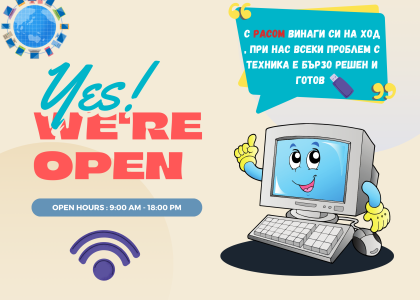 Yes!
WE'RE
OPEN
OPEN HOURS : 9:00 AM - 18:00 PM
С РАСОМ ВИНАГИ СИ НА ХОД
, ПРИ НАС ВСЕКИ ПРОБЛЕМ С
ТЕХНИКА Е БЪРЗО РЕШЕН И
ГОТОВ